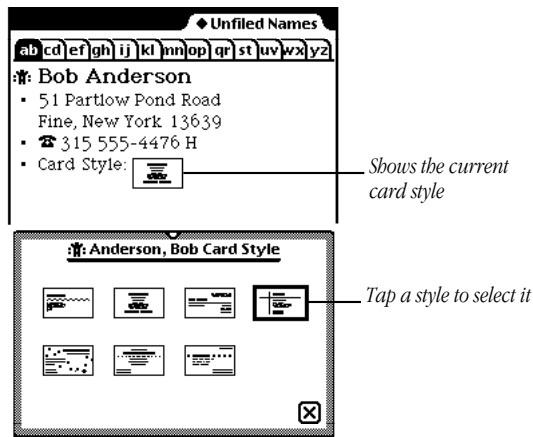 ◆ Unfiled Names
ab cd ef gh ij kl mn op qr st uv wx yz
Bob Anderson
• 51 Partlow Pond Road
Fine, New York 13639
• ☎ 315 555-4476 H
• Card Style:
Shows the current
card style
Anderson, Bob Card Style
Tap a style to select it